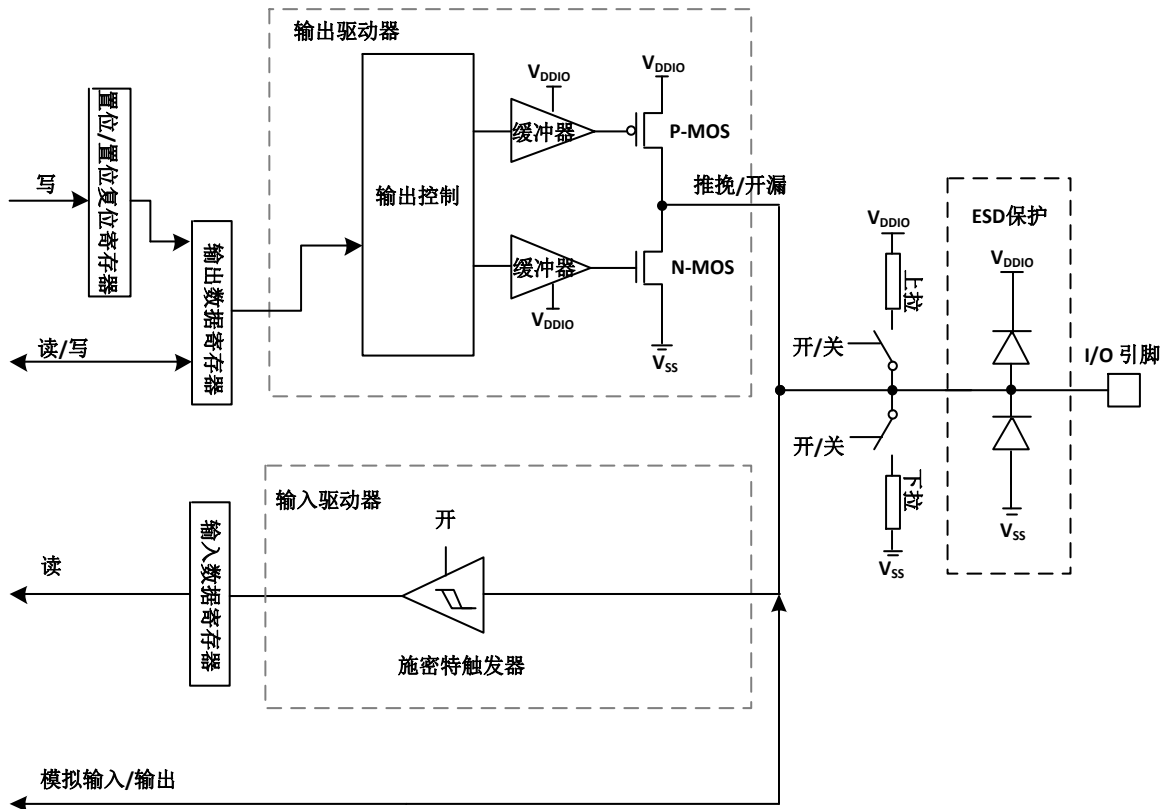 输出驱动器
V_DDIO
V_DDIO
缓冲器
P-MOS
置位/置位复位寄存器
写
输出控制
推挽/开漏
输出数据寄存器
缓冲器
N-MOS
V_DDIO
V_SS
读/写
V_DDIO
上拉
开/关
ESD保护
V_DDIO
I/O 引脚
开/关
下拉
V_SS
V_SS
输入驱动器
开
读
输入数据寄存器
施密特触发器
模拟输入/输出